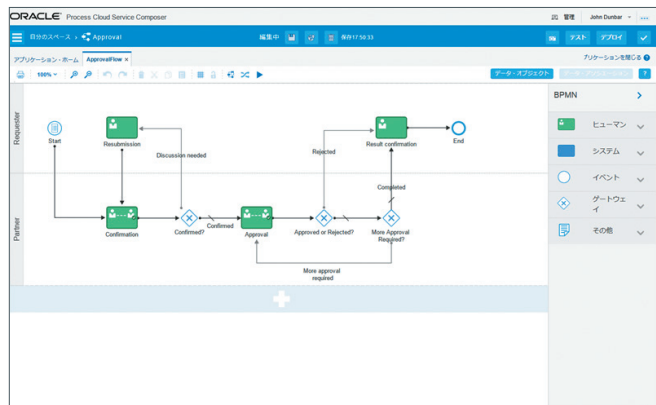 ORACLE® Process Cloud Service Composer
管理 John Dunbar
自分のスペース › Approval
編集中
保存17:50:33
テスト デプロイ
アプリケーション・ホーム ApprovalFlow ×
プリケーションを閉じる
100%
データ・オブジェクト
?
BPMN
Requester
Start
Resubmission
Discussion needed
Rejected
Result confirmation
End
Completed
Partner
Confirmation
Confirmed?
Confirmed
Approval
Approved or Rejected?
More Approval
Required?
More approval
required
ヒューマン
システム
イベント
ゲートウェ
イ
その他